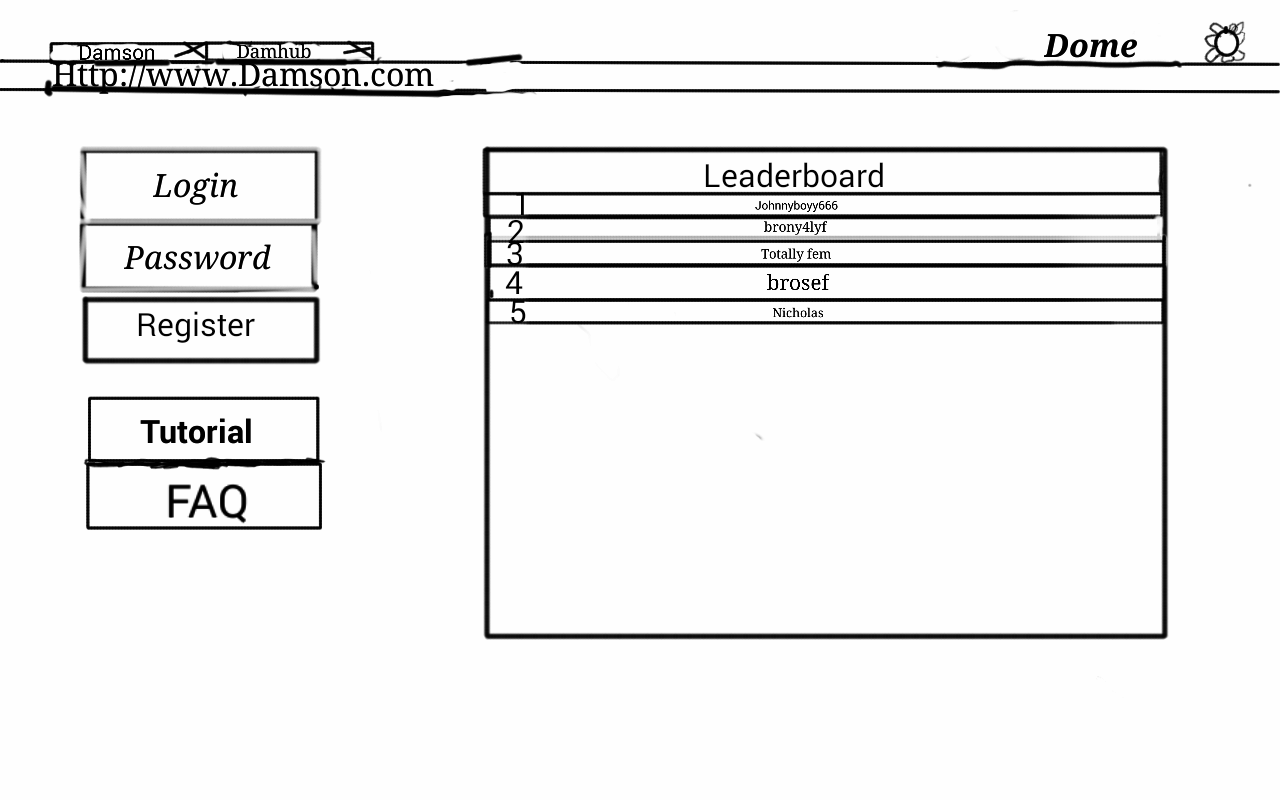 Damson Damhub
Dome
Http://www.Damson.com
Login
Password
Register
Tutorial
FAQ
Leaderboard
Johnnyboyy666
2 brony4lyf
3 Totally fem
4 brosef
5 Nicholas